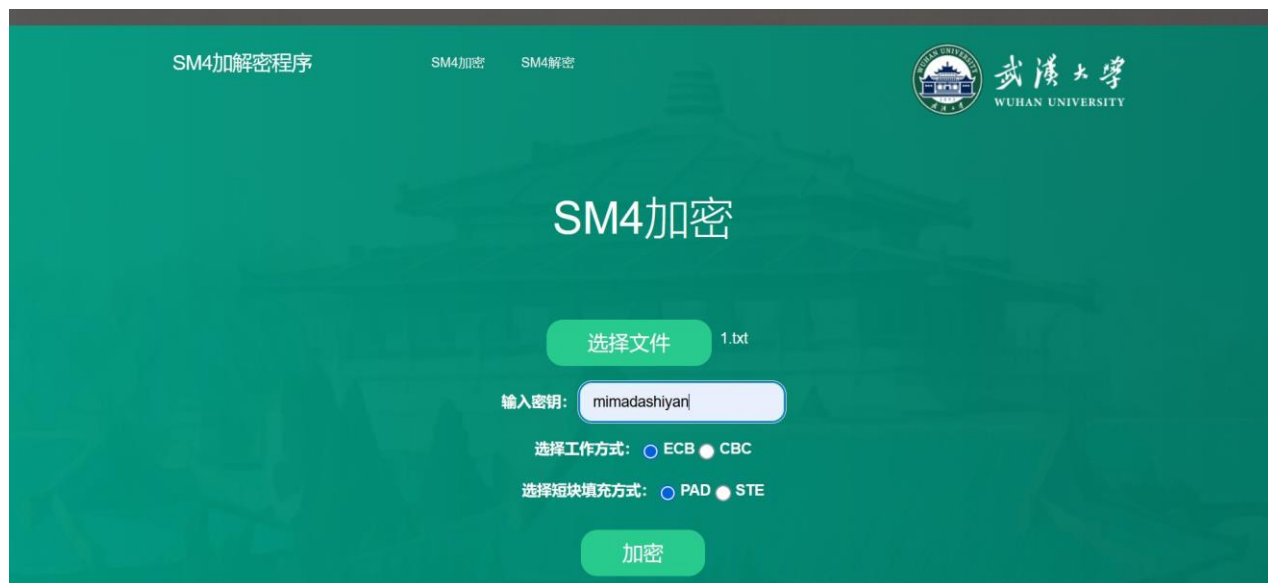 SM4加解密程序 SM4加密 SM4解密
武漢大學
WUHAN UNIVERSITY
SM4加密
选择文件 1.txt
输入密钥： mimadashiyan
选择工作方式： ECB CBC
选择短块填充方式： PAD STE
加密